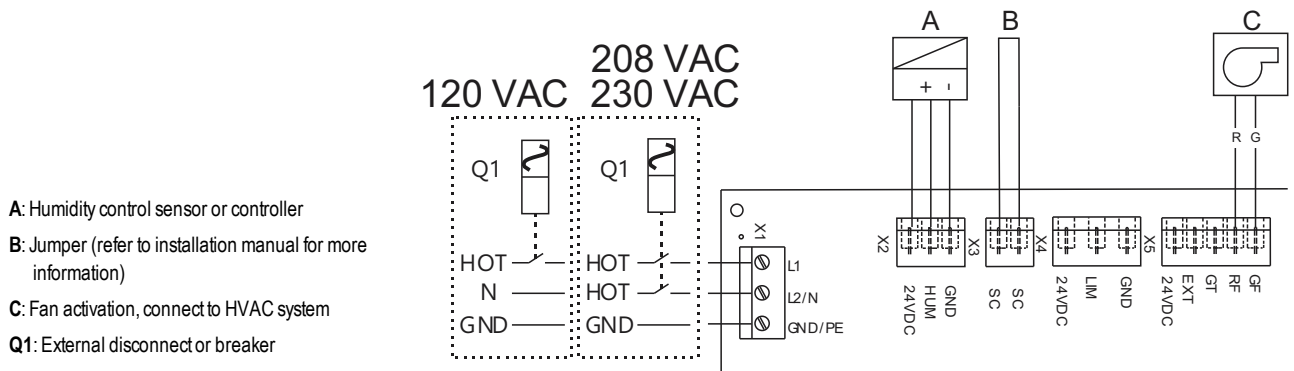 A: Humidity control sensor or controller
B: Jumper (refer to installation manual for more
information)
C: Fan activation, connect to HVAC system
Q1: External disconnect or breaker
120 VAC
208 VAC
230 VAC
Q1
Q1
HOT
N
GND
HOT
HOT
GND
X1
L1
L2/N
GND/PE
A
+ -
B
C
R G
X2
24VDC
HUM
GND
X3
SC
SC
X4
24VDC
LIM
GND
X5
24VDC
EXT
GT
RF
GF